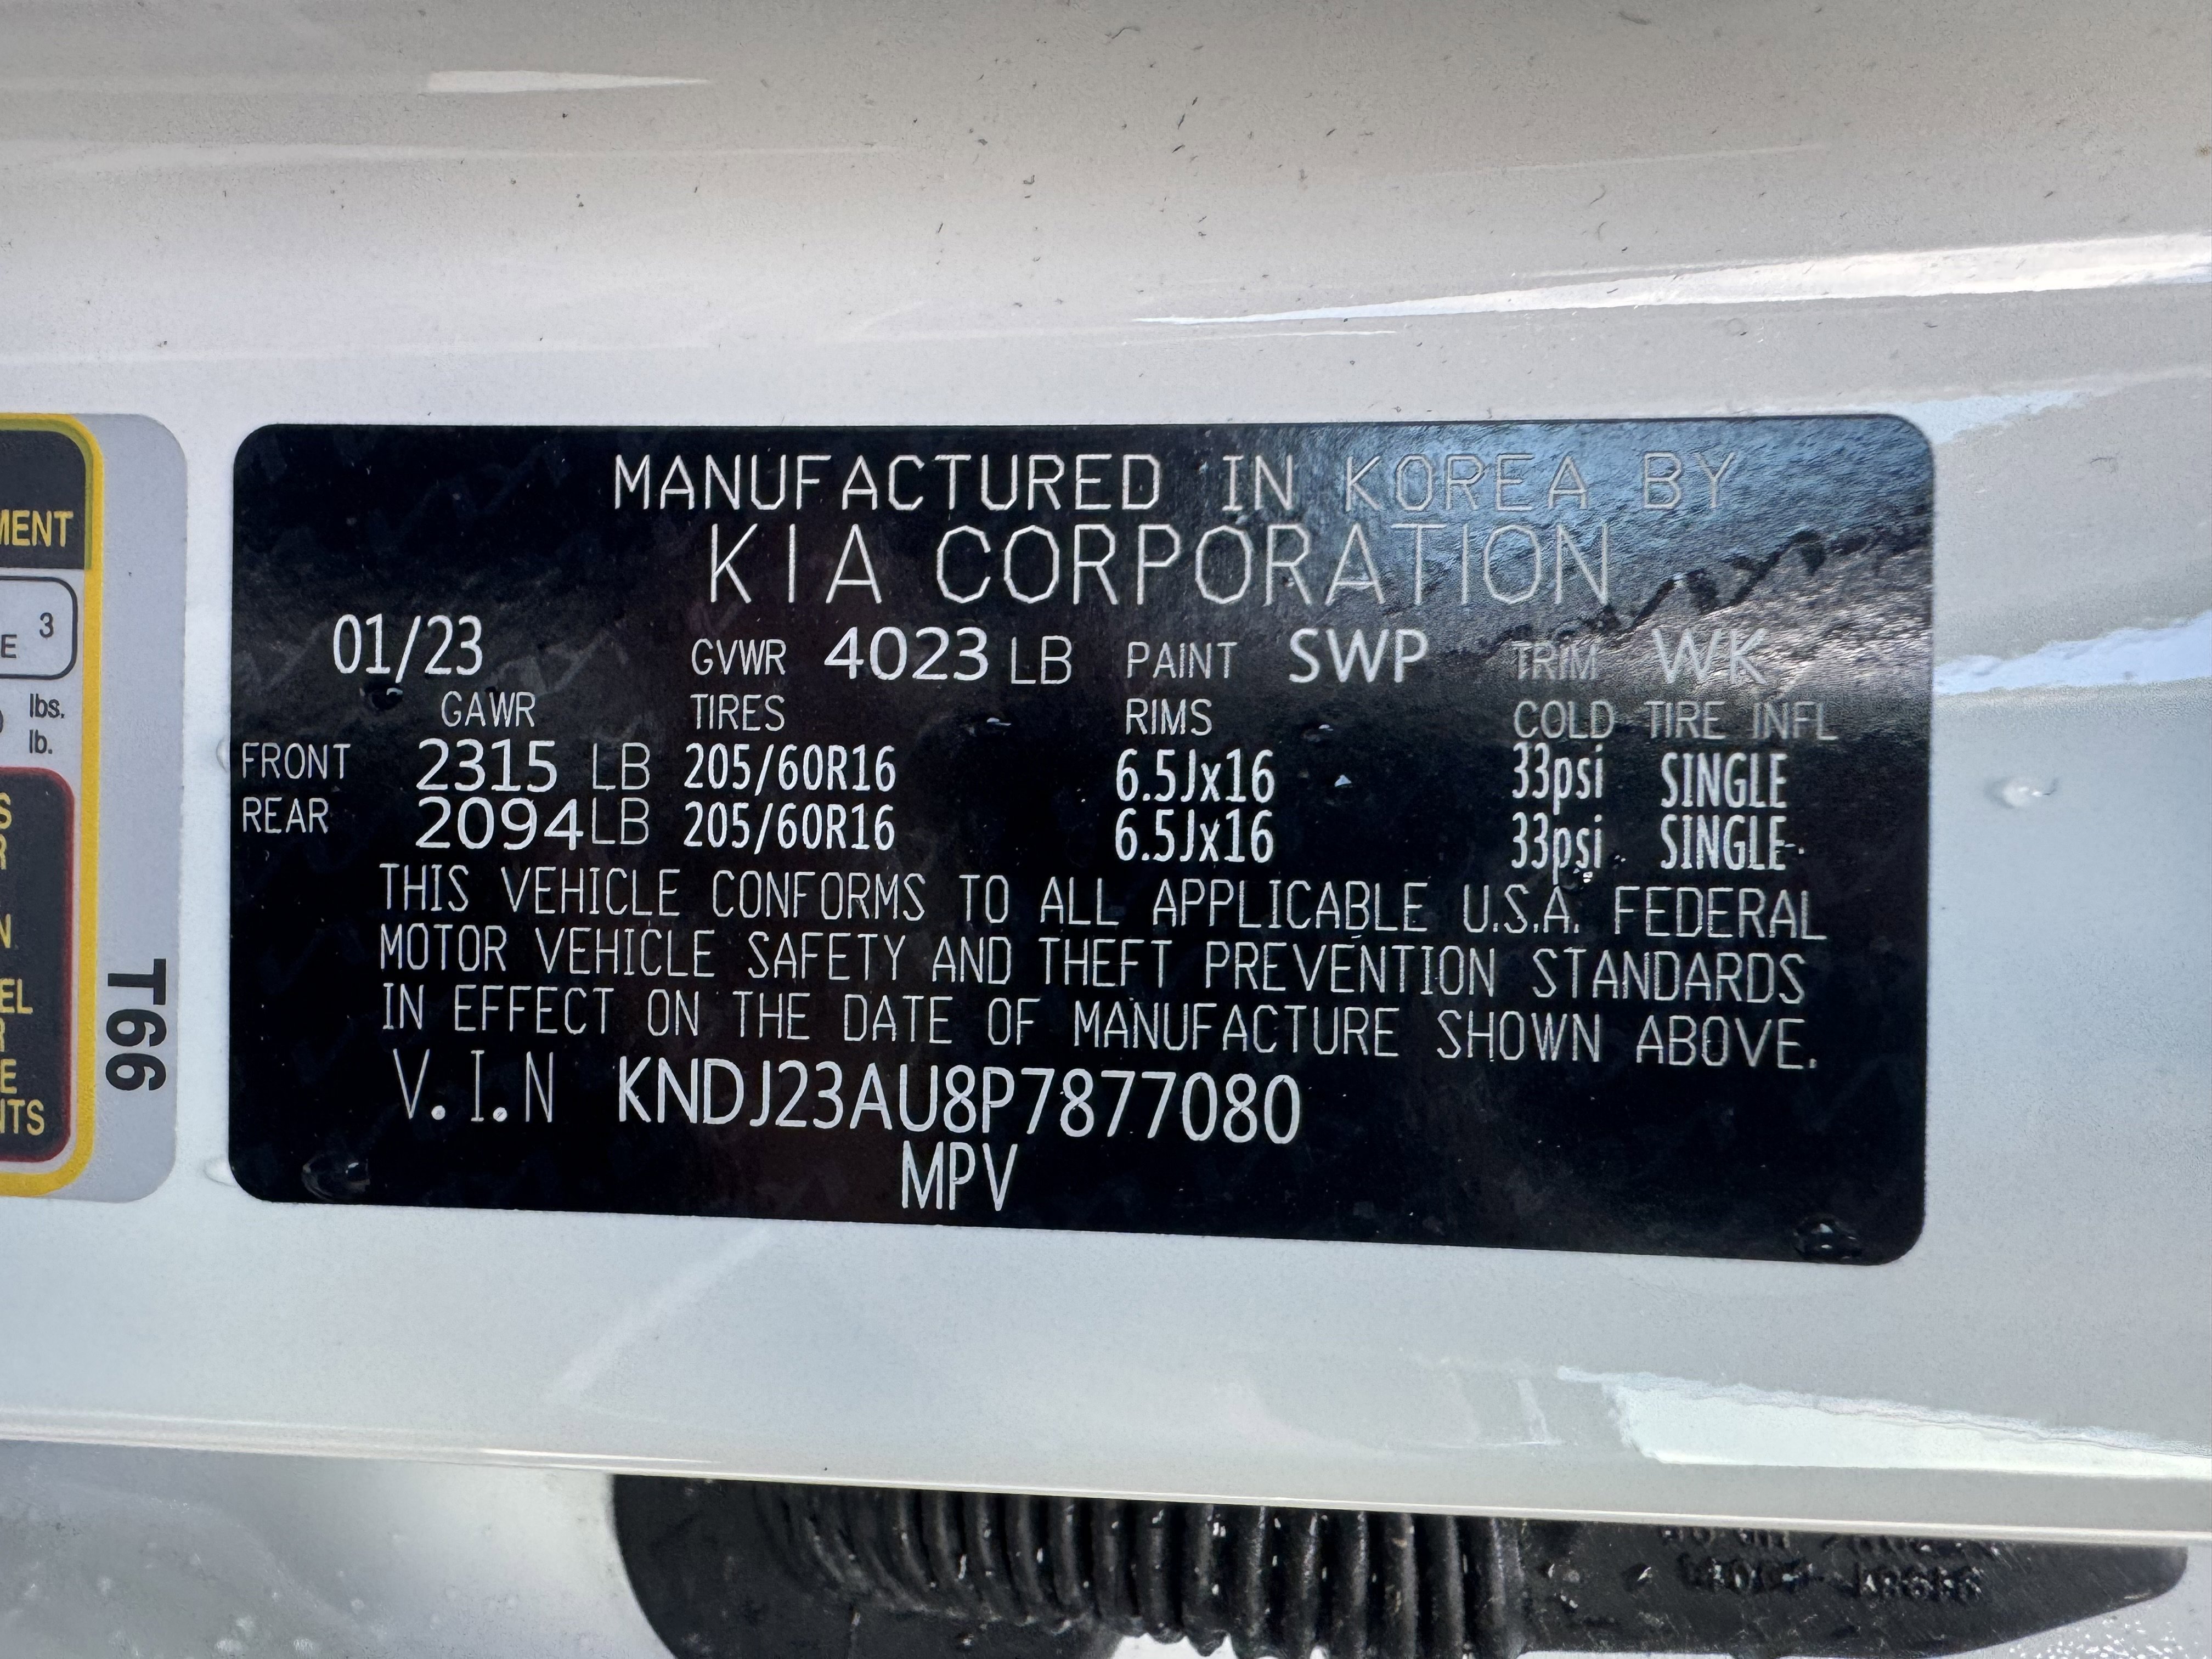 MANUFACTURED IN KOREA BY
KIA CORPORATION
01/23 GVWR 4023 LB PAINT SWP TRIM WK
GAWR TIRES RIMS COLD TIRE INFL
FRONT 2315 LB 205/60R16 6.5Jx16 33psi SINGLE
REAR 2094 LB 205/60R16 6.5Jx16 33psi SINGLE
THIS VEHICLE CONFORMS TO ALL APPLICABLE U.S.A. FEDERAL
MOTOR VEHICLE SAFETY AND THEFT PREVENTION STANDARDS
IN EFFECT ON THE DATE OF MANUFACTURE SHOWN ABOVE.
V.I.N KNDJ23AU8P7877080
MPV
MENT
E 3
lbs.
lb.
S
R
N
EL
R
E
NTS
T66